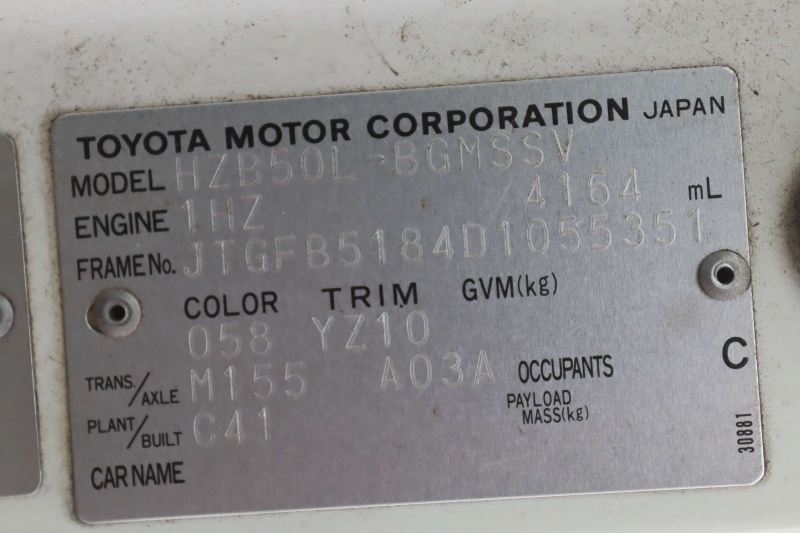 TOYOTA MOTOR CORPORATION JAPAN
MODEL HZB50L-BGMSSV
ENGINE 1HZ 4164 mL
FRAME No. JTGFB5184D1055351
COLOR TRIM GVM(kg)
058 YZ10
C
TRANS./AXLE M155 A03A OCCUPANTS
PAYLOAD MASS(kg)
PLANT/BUILT C41
CAR NAME
30881